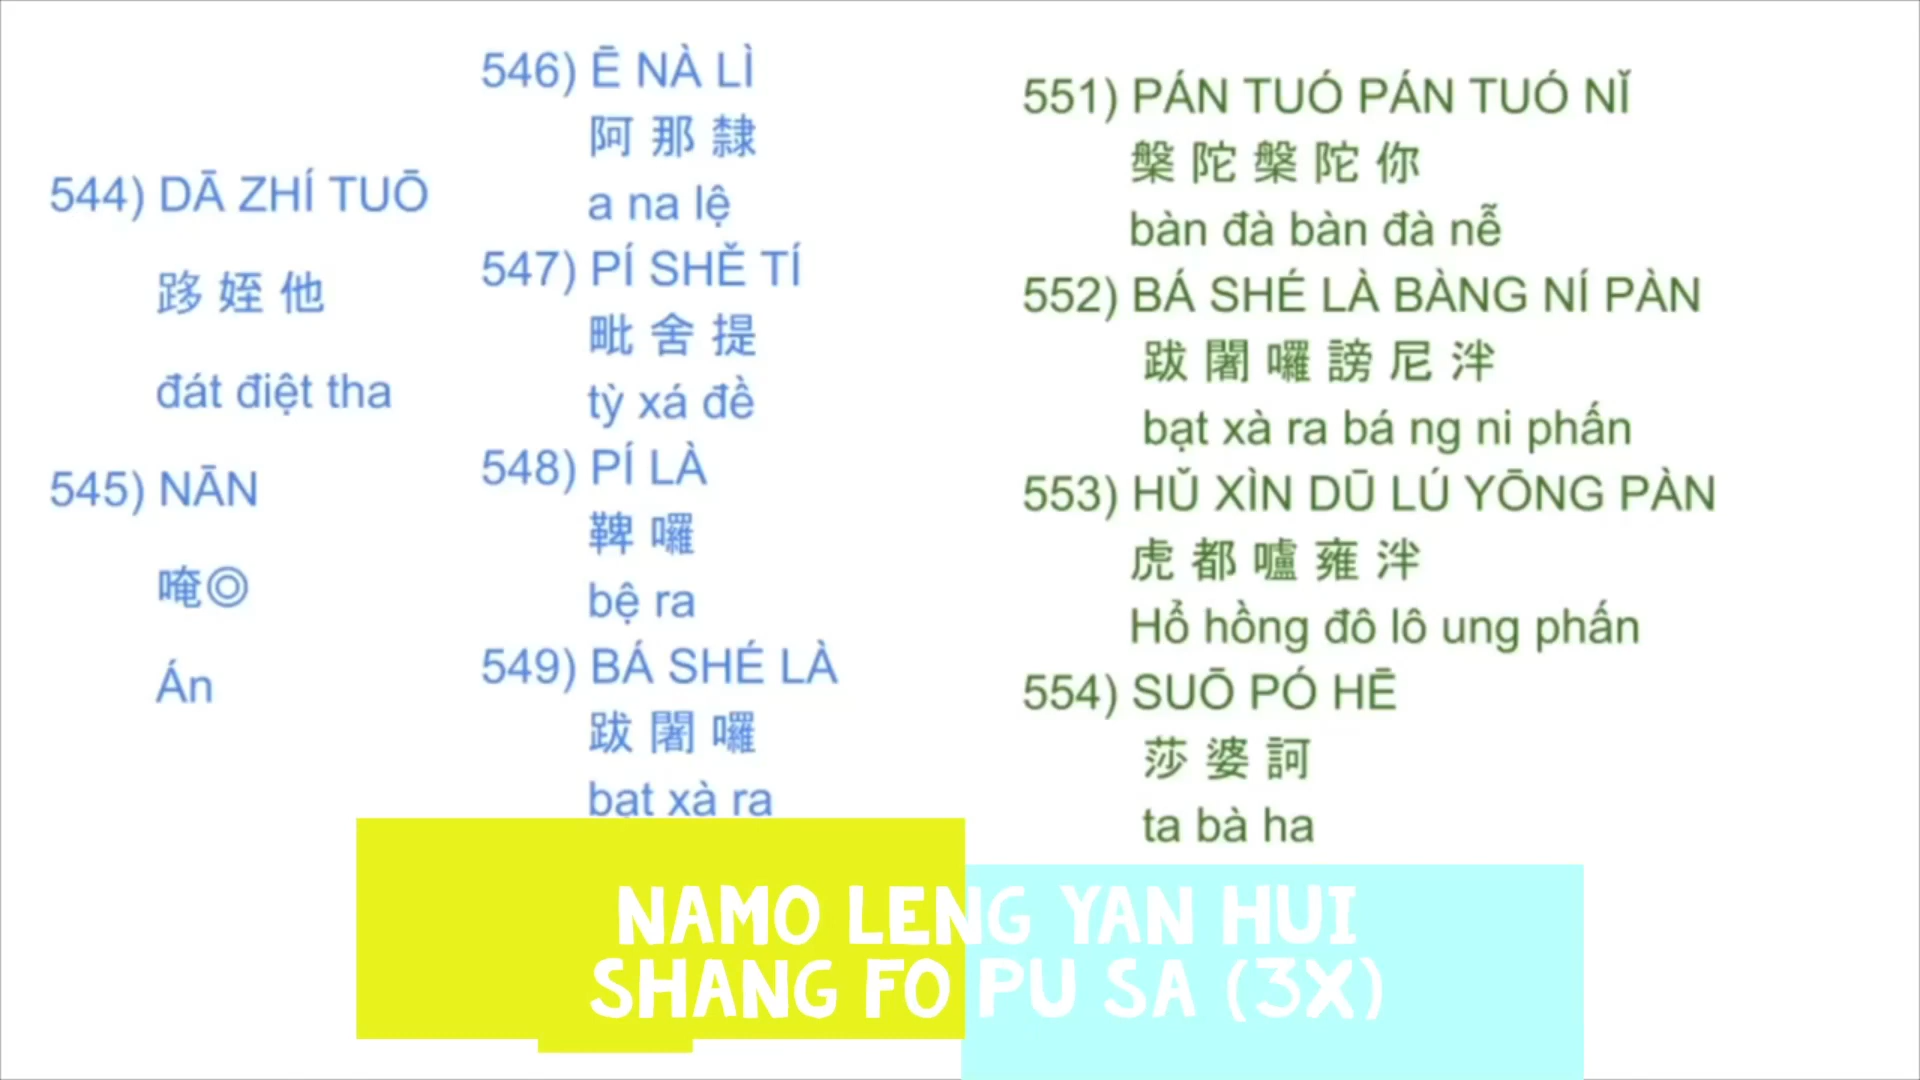 544) DĀ ZHÍ TUŌ
跢 姪 他
đát điệt tha
545) NĀN
唵◎
Án
546) Ē NÀ LÌ
阿 那 隸
a na lệ
547) PÍ SHĚ TÍ
毗 舍 提
tỳ xá đề
548) PÍ LÀ
鞞 囉
bệ ra
549) BÁ SHÉ LÀ
跋 闍 囉
bạt xà ra
551) PÁN TUÓ PÁN TUÓ NǏ
槃 陀 槃 陀 你
bàn đà bàn đà nễ
552) BÁ SHÉ LÀ BÀNG NÍ PÀN
跋 闍 囉 謗 尼 泮
bạt xà ra bá ng ni phấn
553) HǓ XÌN DŪ LÚ YŌNG PÀN
虎 都 嚧 雍 泮
Hổ hồng đô lô ung phấn
554) SUŌ PÓ HĒ
莎 婆 訶
ta bà ha
NAMO LENG YAN HUI
SHANG FO PU SA (3X)